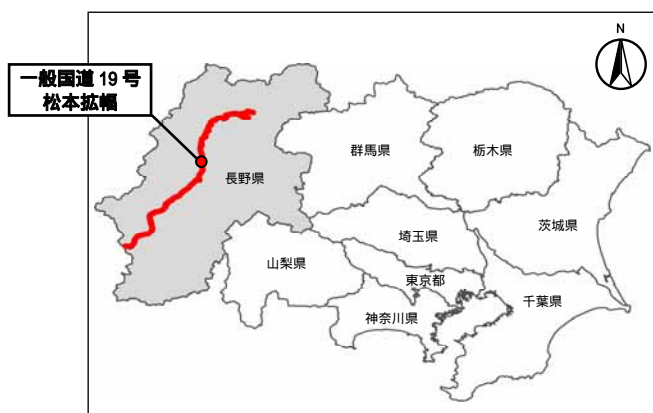 N
一般国道 19 号
松本拡幅
群馬県
栃木県
長野県
茨城県
埼玉県
山梨県
東京都
千葉県
神奈川県